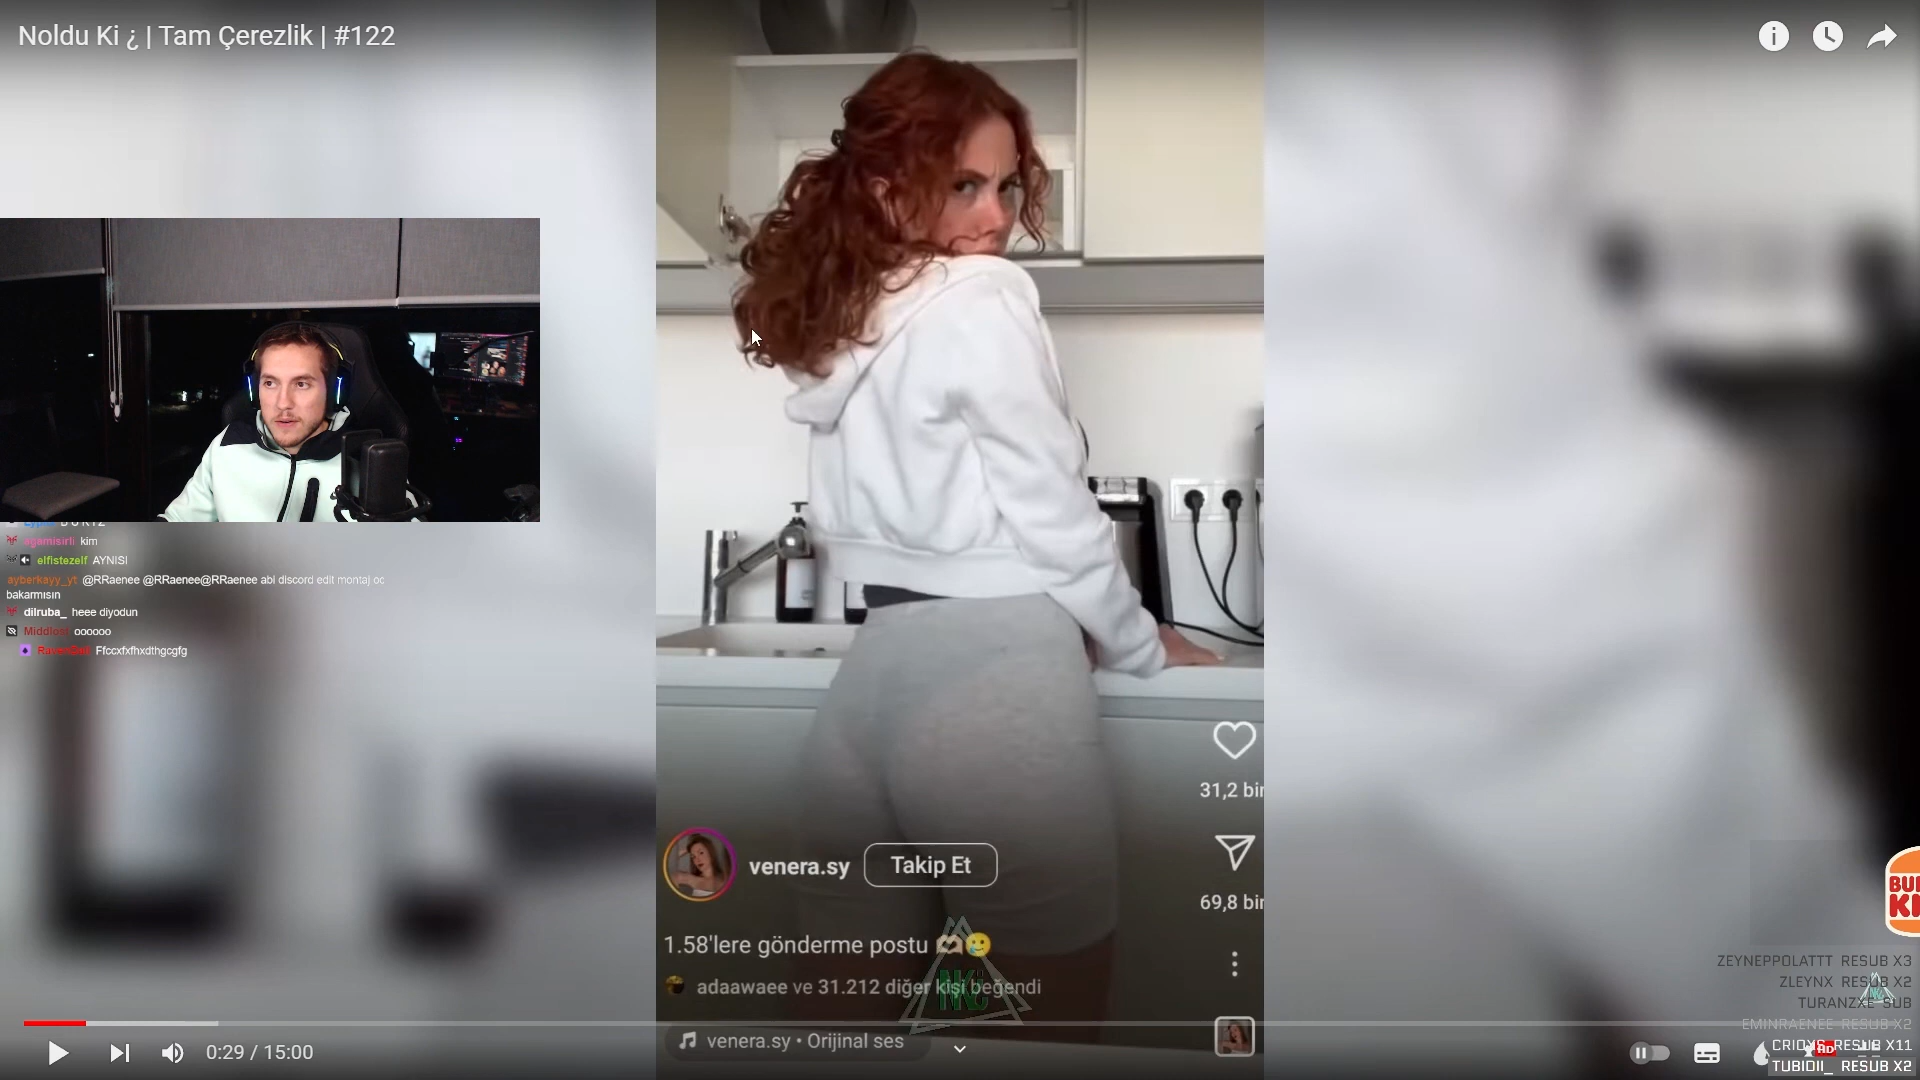 Noldu Ki ¿ | Tam Çerezlik | #122
kim
elfistezelf AYNISI
ayberkayy_yt @RRaenee @RRaenee@RRaenee abi discord edit montaj oc
bakarmısın
dilruba_ heee diyodun
oooooo
Ffccxfxfhxdthgcgfg
31,2 bin
69,8 bin
venera.sy Takip Et
1.58'lere gönderme postu 🫶🥲
adaawaee ve 31.212 diğer kişi beğendi
NKi
venera.sy • Orijinal ses
0:29 / 15:00
ZEYNEPPOLATTT RESUB X3
ZLEYNX RESUB X2
TURANZXE SUB
EMINRAENEE RESUB X2
RESUB X11
TUBIDII_ RESUB X2